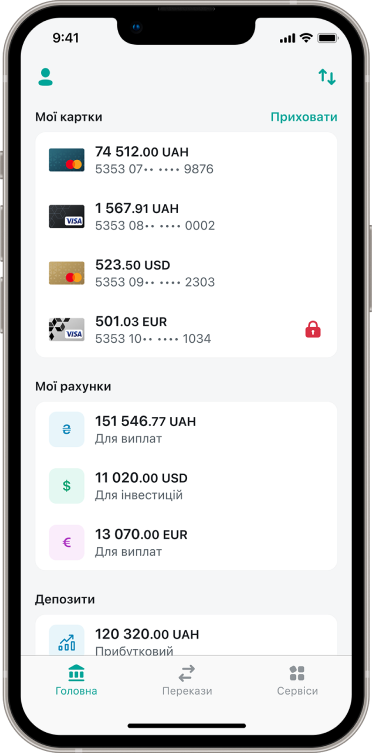 9:41
Мої картки
Приховати
74 512.00 UAH
5353 07•• •••• 9876
1 567.91 UAH
VISA
5353 08•• •••• 0002
523.50 USD
5353 09•• •••• 2303
501.03 EUR
VISA
5353 10•• •••• 1034
Мої рахунки
₴
151 546.77 UAH
Для виплат
$
11 020.00 USD
Для інвестицій
€
13 070.00 EUR
Для виплат
Депозити
120 320.00 UAH
Прибутковий
Головна
Перекази
Сервіси